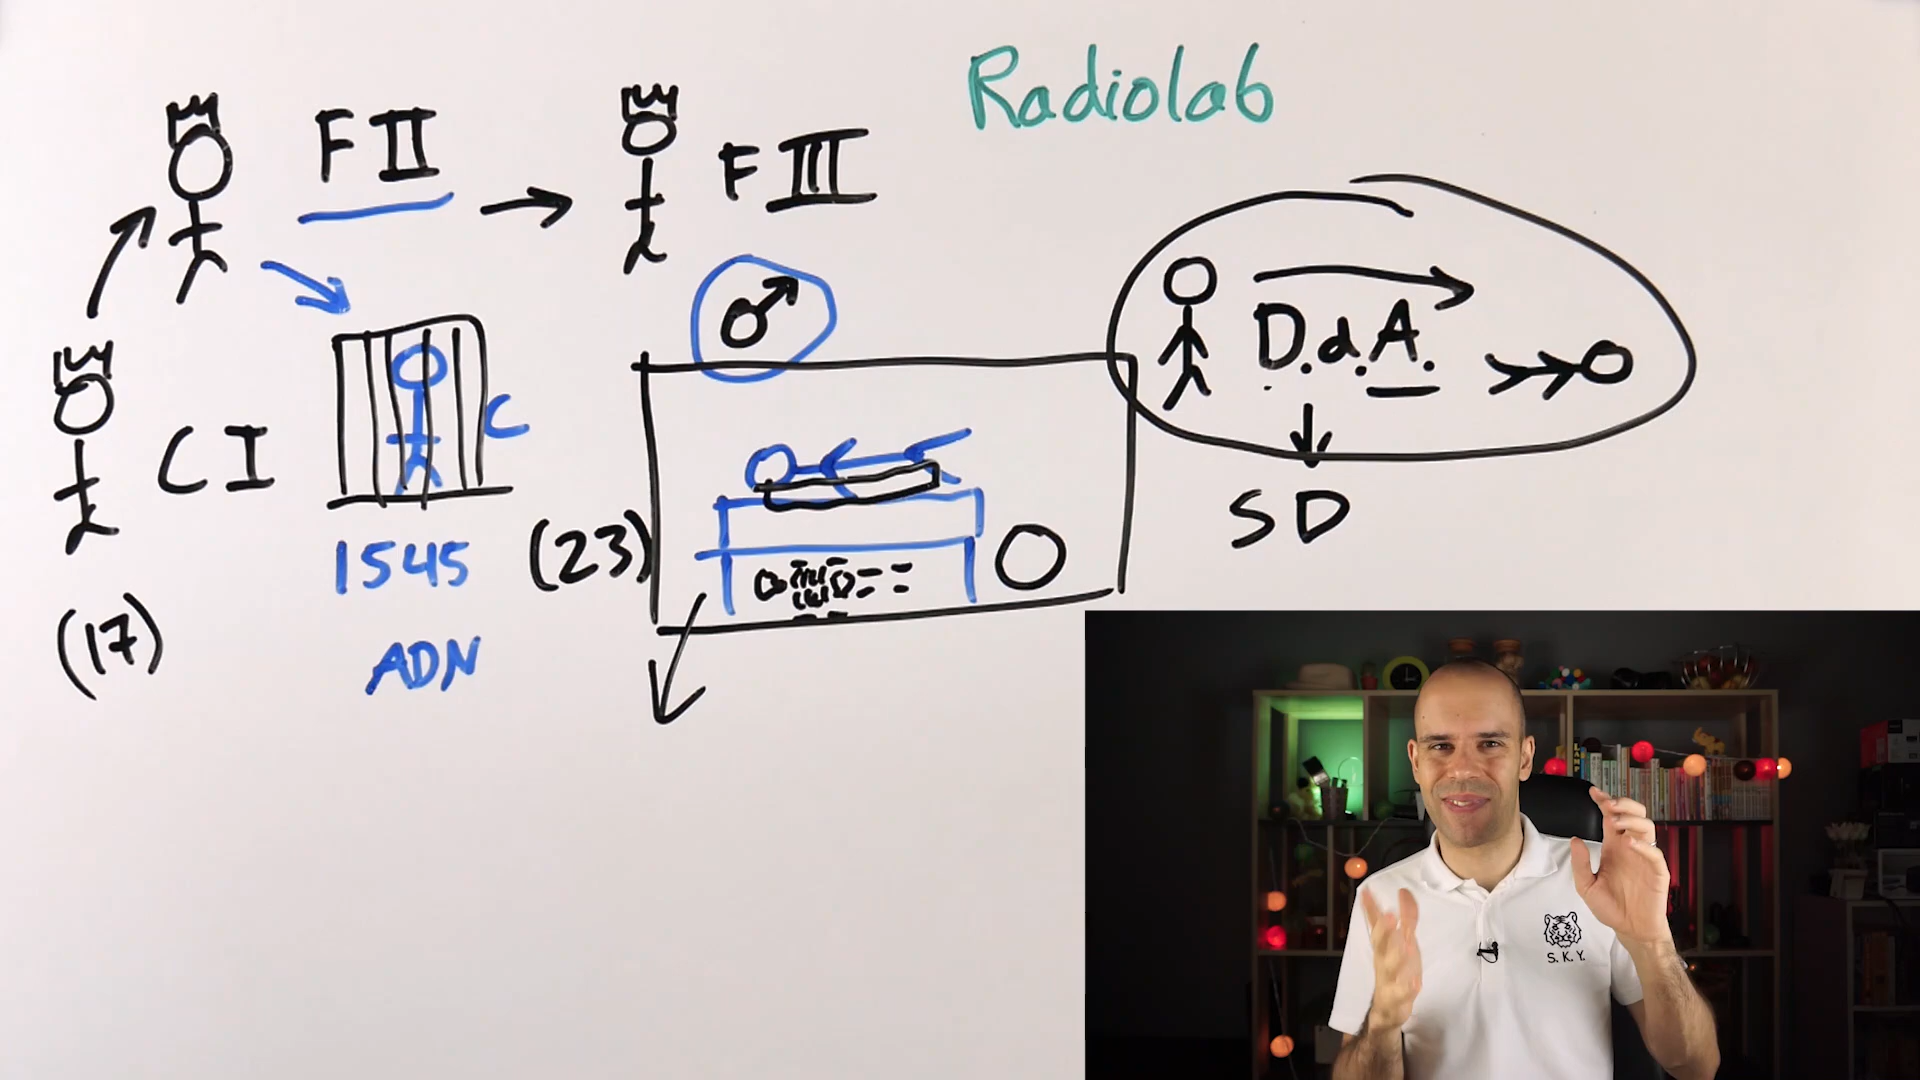 Radiolab
F II
F III
C I
C
D.d.A.
SD
1545
(23)
ADN
(17)
S. K. Y.